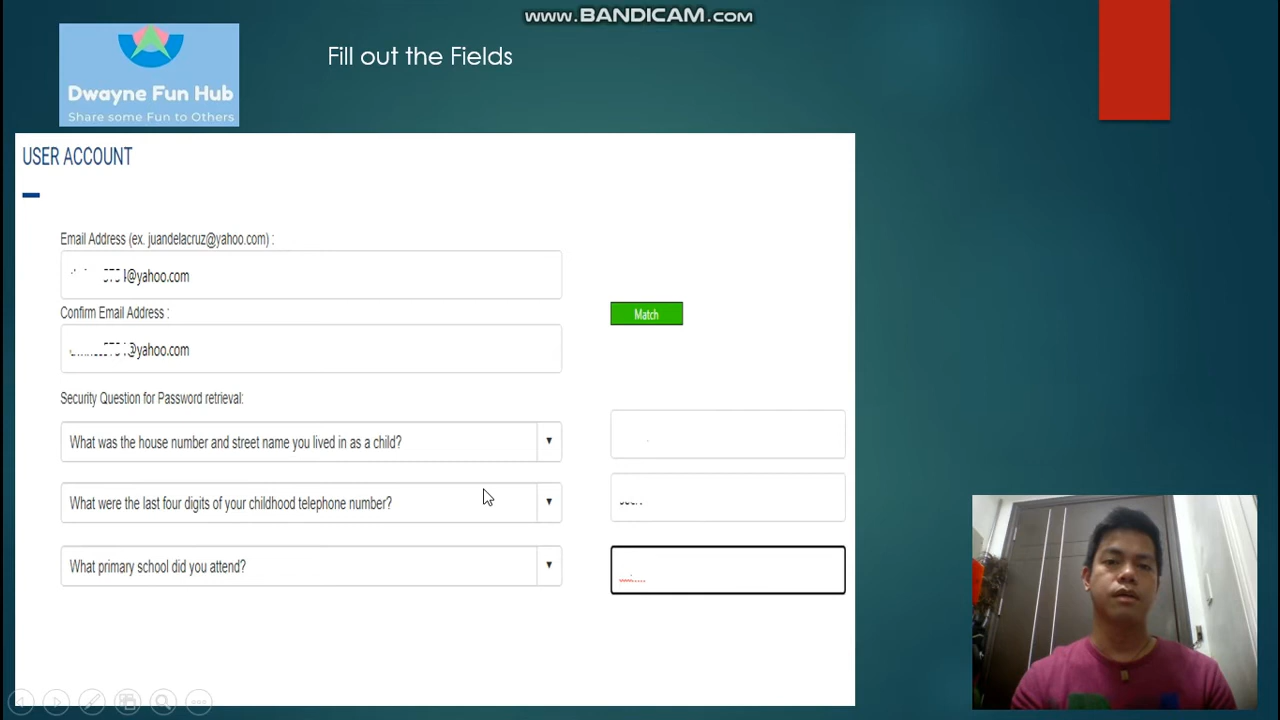 www.BANDICAM.com
Dwayne Fun Hub
Share some Fun to Others
Fill out the Fields
USER ACCOUNT
Email Address (ex. juandelacruz@yahoo.com) :
@yahoo.com
Confirm Email Address :
Match
@yahoo.com
Security Question for Password retrieval:
What was the house number and street name you lived in as a child?
What were the last four digits of your childhood telephone number?
What primary school did you attend?